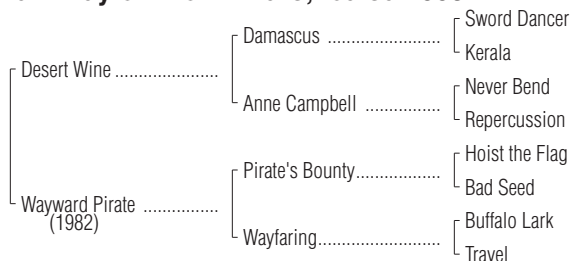 Desert Wine ......................
Wayward Pirate ................
(1982)
Damascus ........................
Anne Campbell ................
Pirate's Bounty..................
Wayfaring..........................
Sword Dancer
Kerala
Never Bend
Repercussion
Hoist the Flag
Bad Seed
Buffalo Lark
Travel